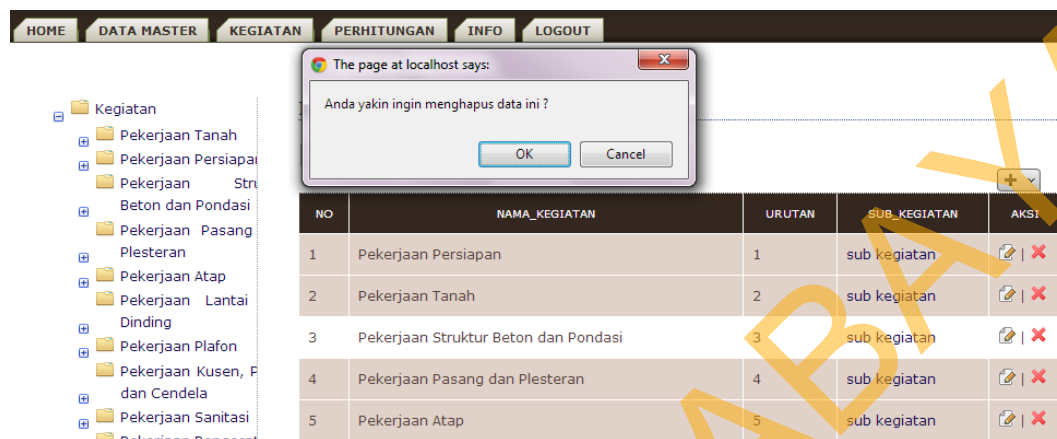 HOME DATA MASTER KEGIATAN PERHITUNGAN INFO LOGOUT
The page at localhost says:
Anda yakin ingin menghapus data ini ?
OK Cancel
Kegiatan
Pekerjaan Tanah
Pekerjaan
Pekerjaan
Beton dan Pondasi
Pekerjaan Pasang
Plesteran
Pekerjaan Atap
Pekerjaan Lantai
Dinding
Pekerjaan Plafon
Pekerjaan Kusen,
dan Cendela
Pekerjaan Sanitasi
NO NAMA_KEGIATAN URUTAN SUB_KEGIATAN AKSI
1 Pekerjaan Persiapan 1 sub kegiatan |
2 Pekerjaan Tanah 2 sub kegiatan |
3 Pekerjaan Struktur Beton dan Pondasi 3 sub kegiatan |
4 Pekerjaan Pasang dan Plesteran 4 sub kegiatan |
5 Pekerjaan Atap 5 sub kegiatan |